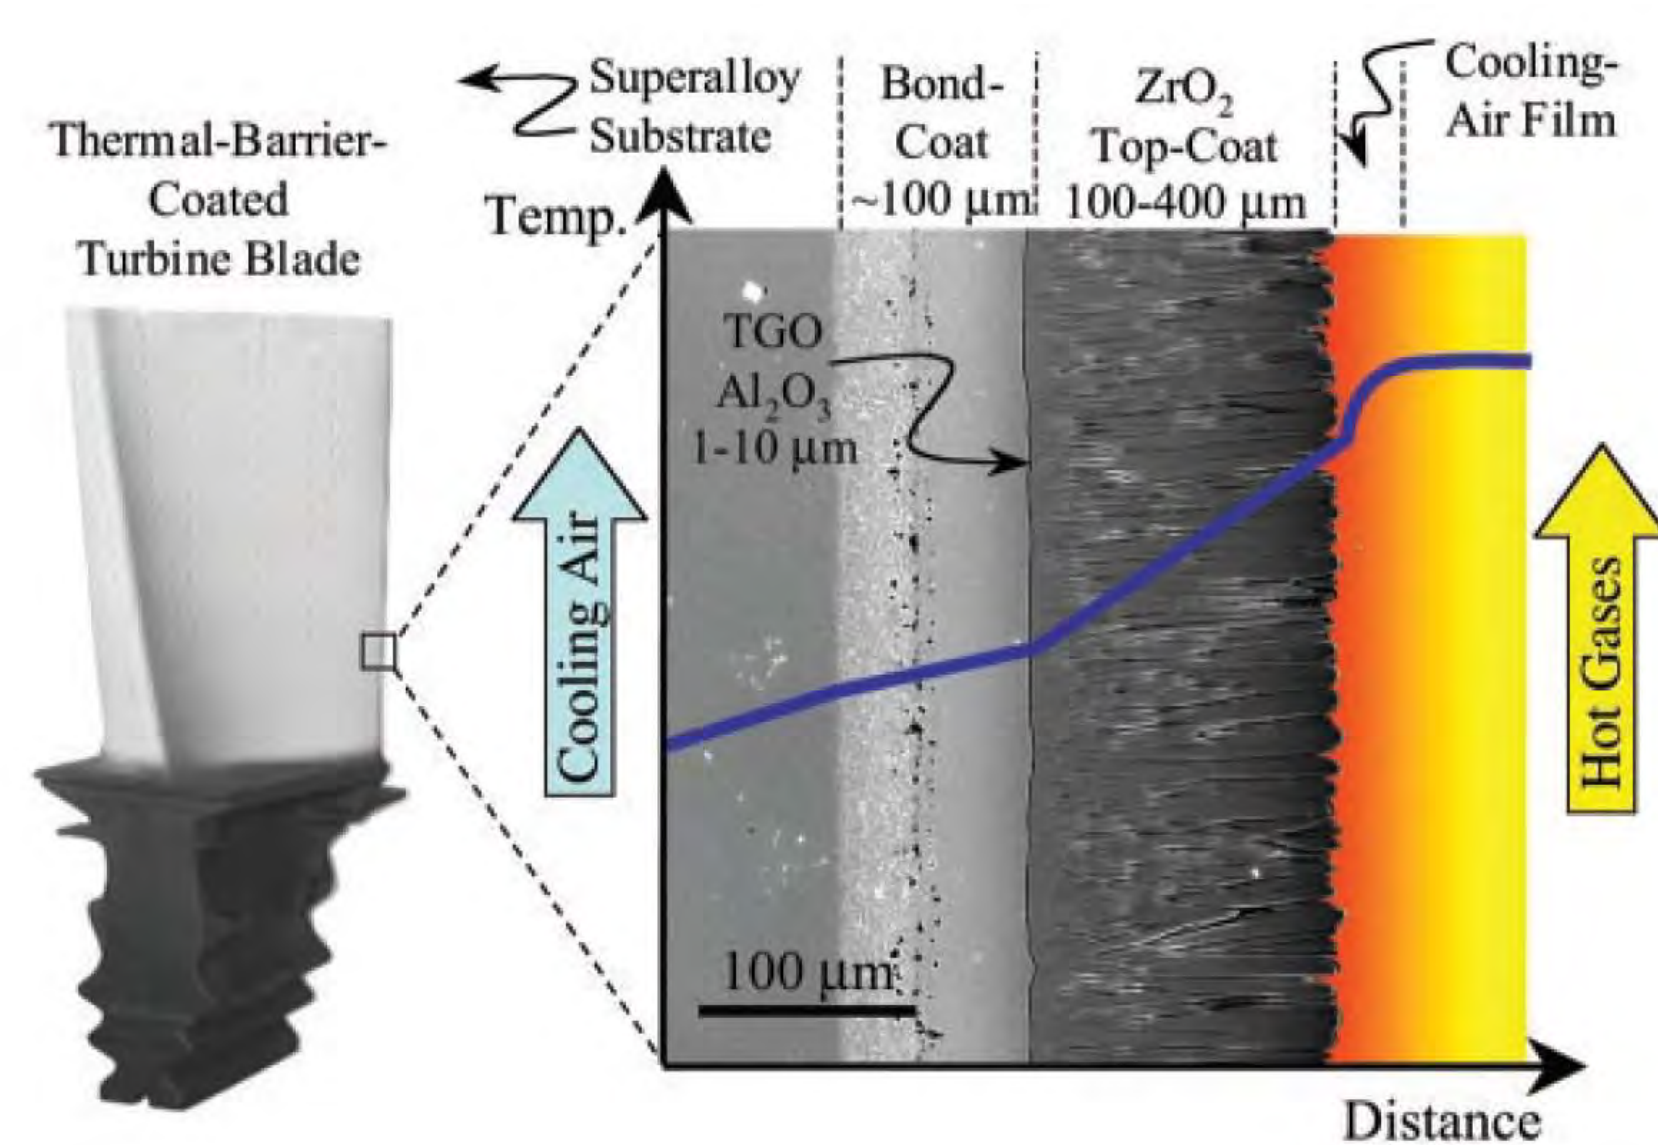 Thermal-Barrier-
Coated
Turbine Blade
Superalloy
Substrate
Temp.
Bond-
Coat
~100 μm
ZrO₂
Top-Coat
100-400 μm
Cooling-
Air Film
TGO
Al₂O₃
1-10 μm
Cooling Air
Hot Gases
100 μm
Distance